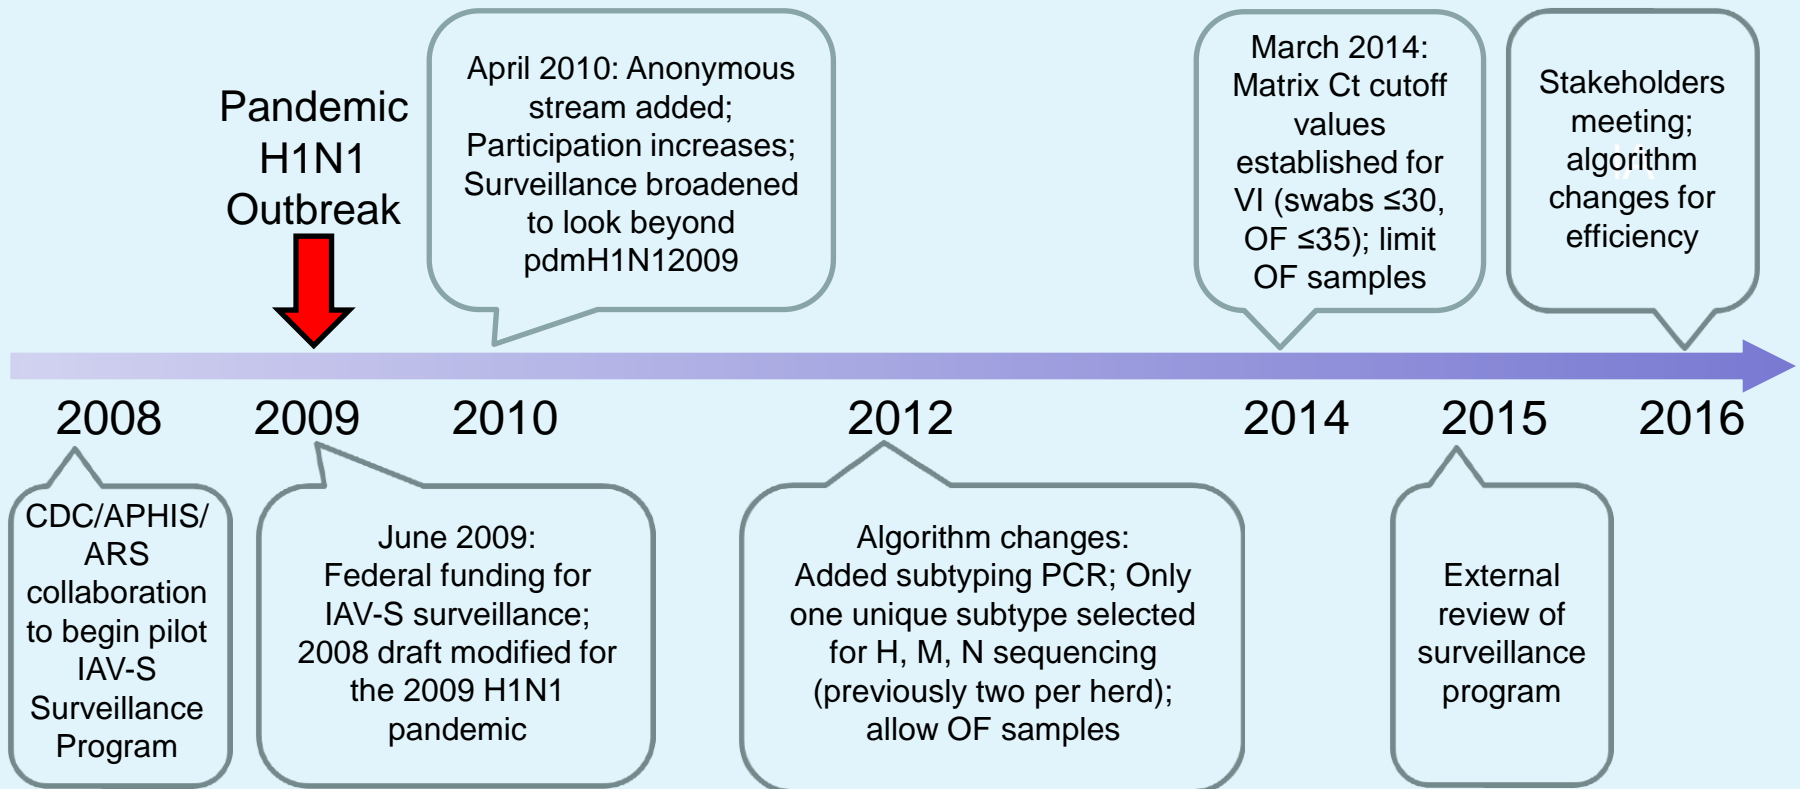 Pandemic
H1N1
Outbreak
April 2010: Anonymous
stream added;
Participation increases;
Surveillance broadened
to look beyond
pdmH1N12009
March 2014:
Matrix Ct cutoff
values
established for
VI (swabs ≤30,
OF ≤35); limit
OF samples
Stakeholders
meeting;
algorithm
changes for
efficiency
2008
2009
2010
2012
2014
2015
2016
CDC/APHIS/
ARS
collaboration
to begin pilot
IAV-S
Surveillance
Program
June 2009:
Federal funding for
IAV-S surveillance;
2008 draft modified for
the 2009 H1N1
pandemic
Algorithm changes:
Added subtyping PCR; Only
one unique subtype selected
for H, M, N sequencing
(previously two per herd);
allow OF samples
External
review of
surveillance
program